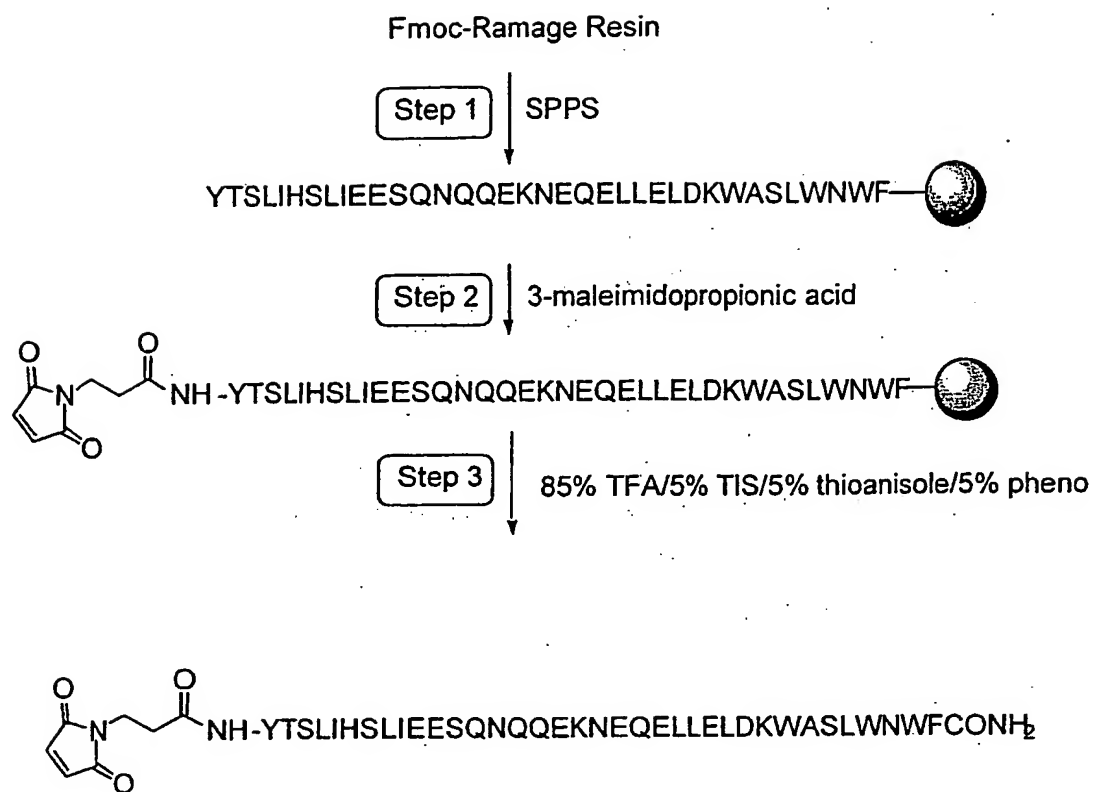 Fmoc-Ramage Resin
Step 1
SPPS
YTSLIHSLIEESQNQQEKNEQELLELDKWASLWNWF
Step 2
3-maleimidopropionic acid
O
O
N
O
NH -YTSLIHSLIEESQNQQEKNEQELLELDKWASLWNWF
Step 3
85% TFA/5% TIS/5% thioanisole/5% pheno
O
O
N
O
NH-YTSLIHSLIEESQNQQEKNEQELLELDKWASLWNWFCONH2